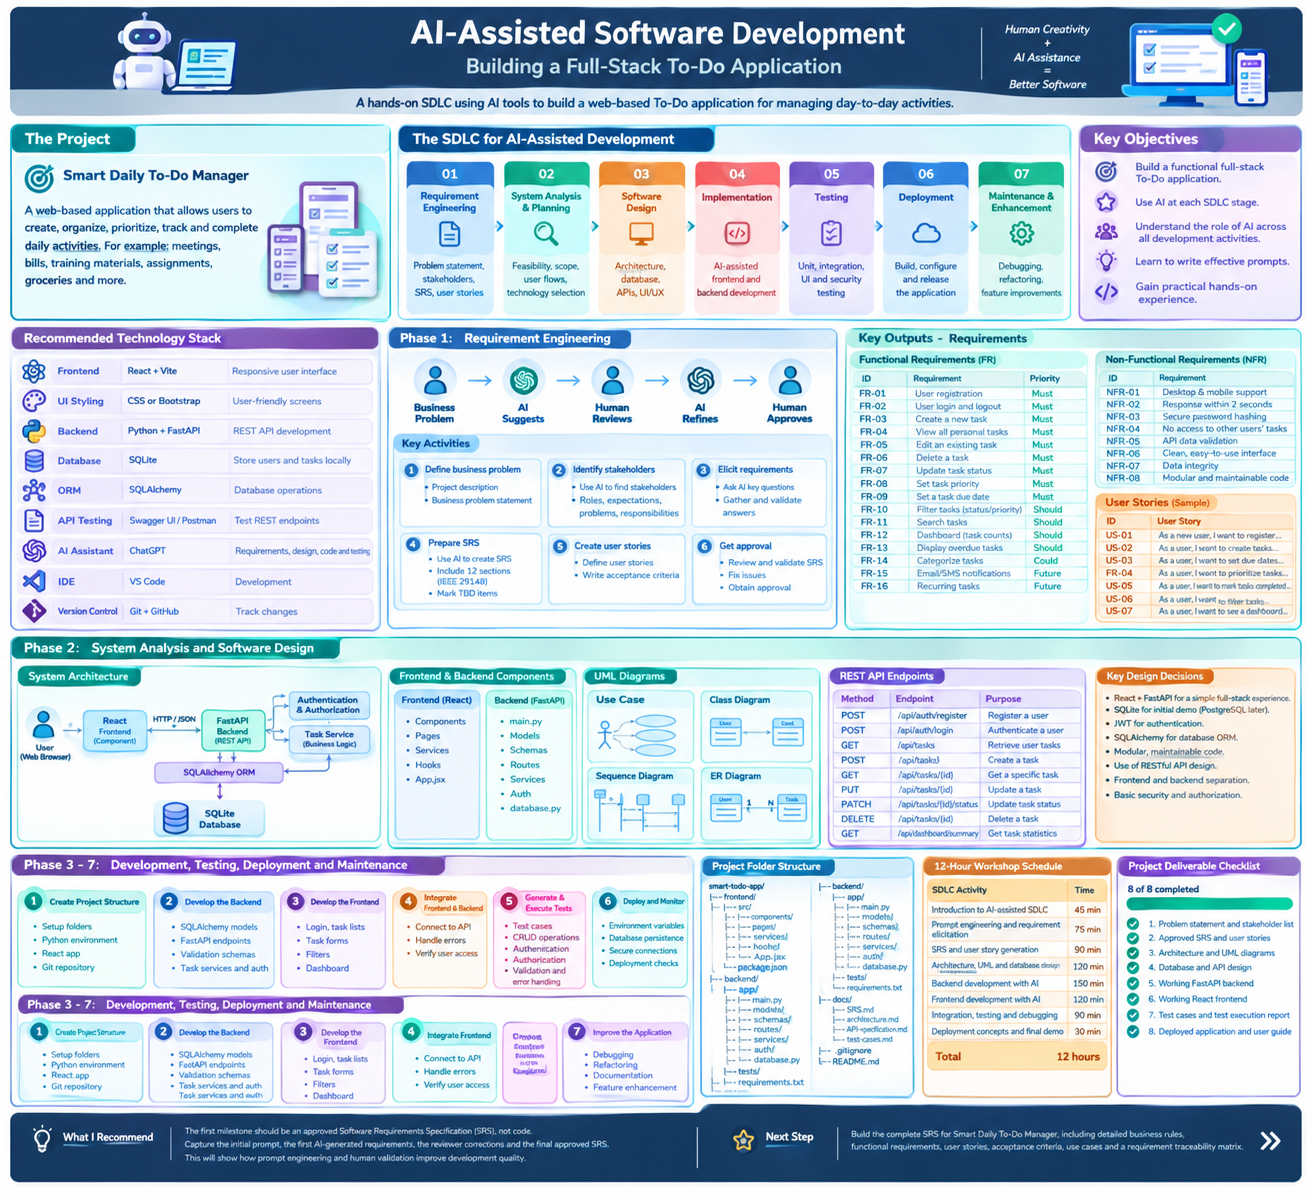 AI-Assisted Software Development
Building a Full-Stack To-Do Application
Human Creativity
+
AI Assistance
=
Better Software
A hands-on SDLC using AI tools to build a web-based To-Do application for managing day-to-day activities.
The Project
Smart Daily To-Do Manager
A web-based application that allows users to
create, organize, prioritize, track and complete
daily activities. For example: meetings,
bills, training materials, assignments,
groceries and more.
The SDLC for AI-Assisted Development
01
Requirement
Engineering
Problem statement,
stakeholders,
SRS, user stories
02
System Analysis
& Planning
Feasibility, scope,
user flows,
technology selection
03
Software
Design
Architecture,
database,
APIs, UI/UX
04
Implementation
AI-assisted
frontend and
backend development
05
Testing
Unit, integration,
UI and security
testing
06
Deployment
Build, configure
and release
the application
07
Maintenance &
Enhancement
Debugging,
refactoring,
feature improvements
Key Objectives
Build a functional full-stack
To-Do application.
Use AI at each SDLC stage.
Understand the role of AI across
all development activities.
Learn to write effective prompts.
Gain practical hands-on
experience.
Recommended Technology Stack
Frontend React + Vite Responsive user interface
UI Styling CSS or Bootstrap User-friendly screens
Backend Python + FastAPI REST API development
Database SQLite Store users and tasks locally
ORM SQLAlchemy Database operations
API Testing Swagger UI / Postman Test REST endpoints
AI Assistant ChatGPT Requirements, design, code and testing
IDE VS Code Development
Version Control Git + GitHub Track changes
Phase 1: Requirement Engineering
Business
Problem
AI
Suggests
Human
Reviews
AI
Refines
Human
Approves
Key Activities
1 Define business problem
• Project description
• Business problem statement
2 Identify stakeholders
• Use AI to find stakeholders
• Roles, expectations,
problems, responsibilities
3 Elicit requirements
• Ask AI key questions
• Gather and validate
answers
4 Prepare SRS
• Use AI to create SRS
• Include 12 sections
(IEEE 29148)
• Mark TBD items
5 Create user stories
• Define user stories
• Write acceptance criteria
6 Get approval
• Review and validate SRS
• Fix issues
• Obtain approval
Key Outputs - Requirements
Functional Requirements (FR)
ID Requirement Priority
FR-01 User registration Must
FR-02 User login and logout Must
FR-03 Create a new task Must
FR-04 View all personal tasks Must
FR-05 Edit an existing task Must
FR-06 Delete a task Must
FR-07 Update task status Must
FR-08 Set task priority Must
FR-09 Set a task due date Must
FR-10 Filter tasks (status/priority) Should
FR-11 Search tasks Should
FR-12 Dashboard (task counts) Should
FR-13 Display overdue tasks Should
FR-14 Categorize tasks Could
FR-15 Email/SMS notifications Future
FR-16 Recurring tasks Future
Non-Functional Requirements (NFR)
ID Requirement
NFR-01 Desktop & mobile support
NFR-02 Response within 2 seconds
NFR-03 Secure password hashing
NFR-04 No access to other users' tasks
NFR-05 API data validation
NFR-06 Clean, easy-to-use interface
NFR-07 Data integrity
NFR-08 Modular and maintainable code
User Stories (Sample)
ID User Story
US-01 As a new user, I want to register...
US-02 As a user, I want to create tasks...
US-03 As a user, I want to set due dates...
FR-04 As a user, I want to prioritize tasks...
US-05 As a user, I want to mark tasks completed...
US-06 As a user, I want to filter tasks...
US-07 As a user, I want to see a dashboard...
Phase 2: System Analysis and Software Design
System Architecture
User
(Web Browser)
React
Frontend
(Component)
HTTP / JSON
FastAPI
Backend
(REST API)
Authentication
& Authorization
Task Service
(Business Logic)
SQLAlchemy ORM
SQLite
Database
Frontend & Backend Components
Frontend (React)
• Components
• Pages
• Services
• Hooks
• App.jsx
Backend (FastAPI)
• main.py
• Models
• Schemas
• Routes
• Services
• Auth
• database.py
UML Diagrams
Use Case
Class Diagram
User
Sequence Diagram
ER Diagram
User 1 N Task
REST API Endpoints
Method Endpoint Purpose
POST /api/auth/register Register a user
POST /api/auth/login Authenticate a user
GET /api/tasks Retrieve user tasks
POST /api/tasks) Create a task
GET /api/tasks/{id) Get a specific task
PUT /api/tasks/{id) Update a task
PATCH /api/tasks/{id}/status Update task status
DELETE /api/tasks/{id) Delete a task
GET /api/dashboard/summary Get task statistics
Key Design Decisions
• React + FastAPI for a simple full-stack experience.
• SQLite for initial demo (PostgreSQL later).
• JWT for authentication.
• SQLAlchemy for database ORM.
• Modular, maintainable code.
• Use of RESTful API design.
• Frontend and backend separation.
• Basic security and authorization.
Phase 3 - 7: Development, Testing, Deployment and Maintenance
1 Create Project Structure
• Setup folders
• Python environment
• React app
• Git repository
2 Develop the Backend
• SQLAlchemy models
• FastAPI endpoints
• Validation schemas
• Task services and auth
3 Develop the Frontend
• Login, task lists
• Task forms
• Filters
• Dashboard
4 Integrate
Frontend & Backend
• Connect to API
• Handle errors
• Verify user access
5 Generate &
Execute Tests
• Test cases
• CRUD operations
• Authentication
• Authorization
• Validation and
error handling
6 Deploy and Monitor
• Environment variables
• Database persistence
• Secure connections
• Deployment checks
Phase 3 - 7: Development, Testing, Deployment and Maintenance
1 Create Project Structure
• Setup folders
• Python environment
• React app
• Git repository
2 Develop the Backend
• SQLAlchemy models
• FastAPI endpoints
• Validation schemas
• Task services and auth
Task services and auth
3 Develop the
Frontend
• Login, task lists
• Task forms
• Filters
• Dashboard
4 Integrate Frontend
• Connect to API
• Handle errors
• Verify user access
7 Improve the Application
• Debugging
• Refactoring
• Documentation
• Feature enhancement
Project Folder Structure
smart-todo-app/
|-- frontend/
|-- src/
|-- components/
|-- pages/
|-- services/
|-- App.jsx
package.json
|-- backend/
|-- app/
|-- main.py
|-- models/
|-- schemas/
|-- routes/
|-- services/
|-- auth/
|-- database.py
|-- tests/
|-- requirements.txt
|-- backend/
|-- app/
|-- main.py
|-- models/
|-- schemas/
|-- routes/
|-- services/
|-- auth/
|-- database.py
|-- tests/
|-- requirements.txt
|-- docs/
|-- SRS.md
|-- architecture.md
|-- API-specification.md
|-- test-cases.md
|-- .gitignore
|-- README.md
12-Hour Workshop Schedule
SDLC Activity Time
Introduction to AI-assisted SDLC 45 min
Prompt engineering and requirement
elicitation 75 min
SRS and user story generation 90 min
Architecture, UML and database design 120 min
Backend development with AI 150 min
Frontend development with AI 120 min
Integration, testing and debugging 90 min
Deployment concepts and final demo 30 min
Total 12 hours
Project Deliverable Checklist
8 of 8 completed
1. Problem statement and stakeholder list
2. Approved SRS and user stories
3. Architecture and UML diagrams
4. Database and API design
5. Working FastAPI backend
6. Working React frontend
7. Test cases and test execution report
8. Deployed application and user guide
What I Recommend
The first milestone should be an approved Software Requirements Specification (SRS), not code.
Capture the initial prompt, the first AI-generated requirements, the reviewer corrections and the final approved SRS.
This will show how prompt engineering and human validation improve development quality.
Next Step
Build the complete SRS for Smart Daily To-Do Manager, including detailed business rules,
functional requirements, user stories, acceptance criteria, use cases and a requirement traceability matrix.